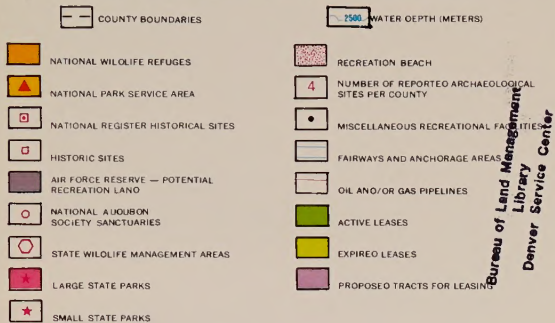 COUNTY BOUNDARIES
2500 WATER DEPTH (METERS)
NATIONAL WILDLIFE REFUGES
NATIONAL PARK SERVICE AREA
NATIONAL REGISTER HISTORICAL SITES
HISTORIC SITES
AIR FORCE RESERVE — POTENTIAL
RECREATION LAND
NATIONAL AUDUBON
SOCIETY SANCTUARIES
STATE WILDLIFE MANAGEMENT AREAS
LARGE STATE PARKS
SMALL STATE PARKS
RECREATION BEACH
4 NUMBER OF REPORTED ARCHAEOLOGICAL
SITES PER COUNTY
MISCELLANEOUS RECREATIONAL FACILITIES
FAIRWAYS AND ANCHORAGE AREAS
OIL AND/OR GAS PIPELINES
ACTIVE LEASES
EXPIRED LEASES
PROPOSED TRACTS FOR LEASING
Bureau of Land Management
Library
Denver Service Center